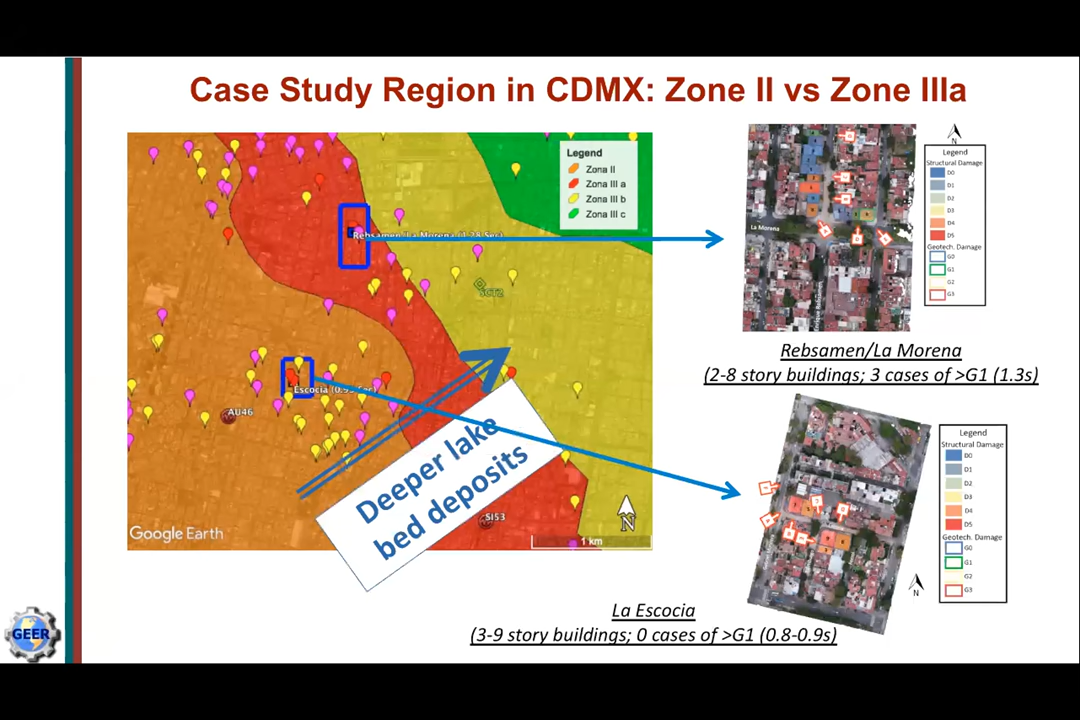 Case Study Region in CDMX: Zone II vs Zone IIIa
Legend
Zona II
Zona III a
Zona III b
Zona III c
Rebsamen/La Morena (1.28 Sec)
SCT2
Escocia
AU46
SI53
Deeper lake
bed deposits
Google Earth
N
1 km
La Morena
N
Legend
Structural Damage
D0
D1
D2
D3
D4
D5
Geotech. Damage
G0
G1
G2
G3
Rebsamen/La Morena
(2-8 story buildings; 3 cases of >G1 (1.3s)
N
Legend
Structural Damage
D0
D1
D2
D3
D4
D5
Geotech. Damage
G0
G1
G2
G3
La Escocia
(3-9 story buildings; 0 cases of >G1 (0.8-0.9s)
GEER